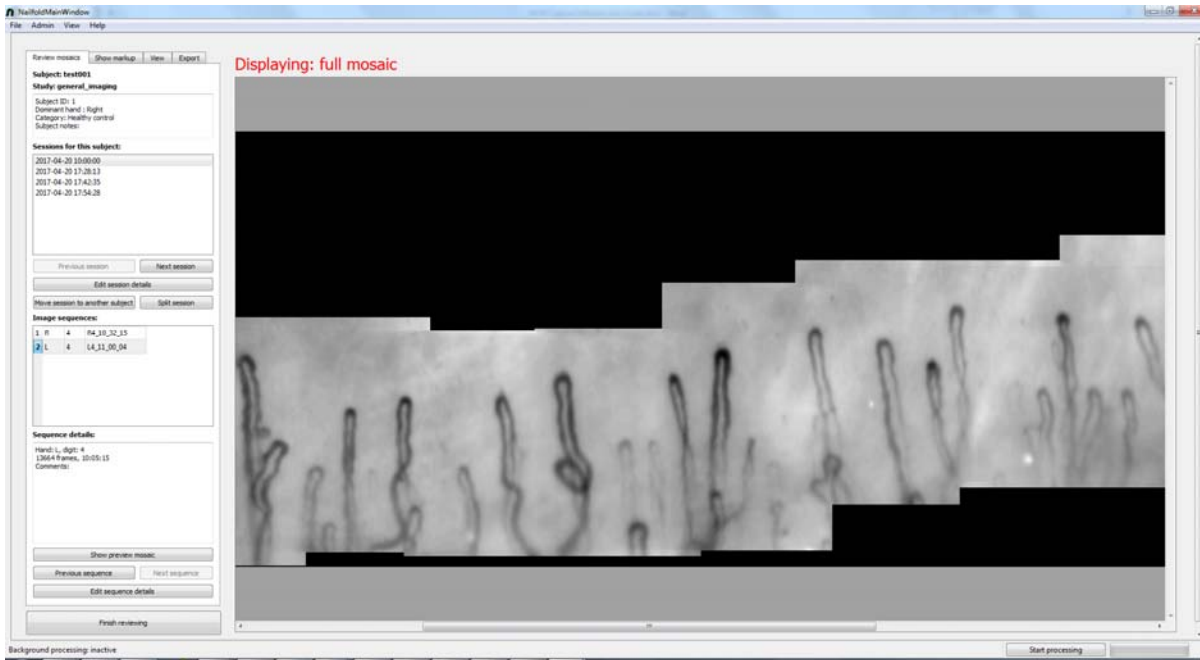 NailfoldMainWindow
File Admin View Help
Review mosaics Show markup View Export
Subject: test001
Study: general_imaging
Subject ID: 1
Dominant hand : Right
Category: Healthy control
Subject notes:
Sessions for this subject:
2017-04-20 10:00:00
2017-04-20 17:28:13
2017-04-20 17:42:35
2017-04-20 17:54:28
Previous session Next session
Edit session details
Move session to another subject Split session
Image sequences:
1 R 4 R4_10_32_15
2 L 4 L4_11_00_04
Sequence details:
Hand: L, digit: 4
13664 frames, 10:05:15
Comments:
Show preview mosaic
Previous sequence Next sequence
Edit sequence details
Finish reviewing
Displaying: full mosaic
Background processing: inactive
Start processing